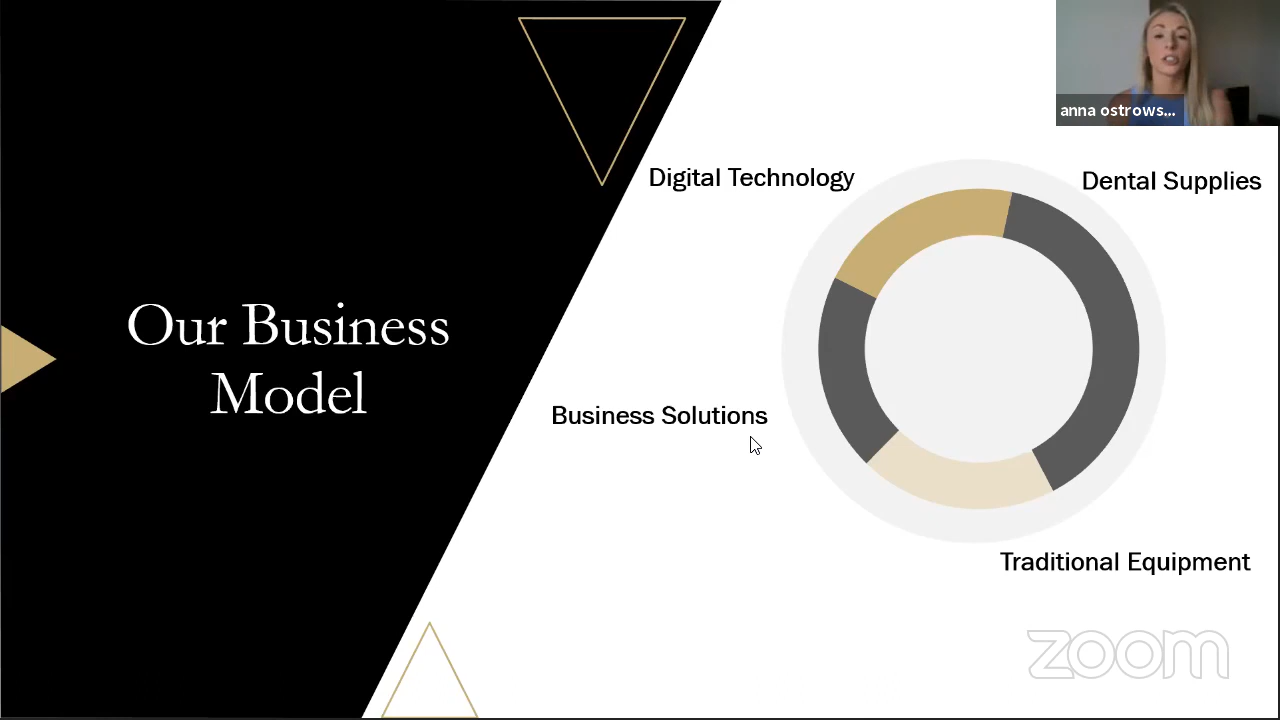 anna ostrows...
Digital Technology
Dental Supplies
Our Business
Model
Business Solutions
Traditional Equipment
zoom